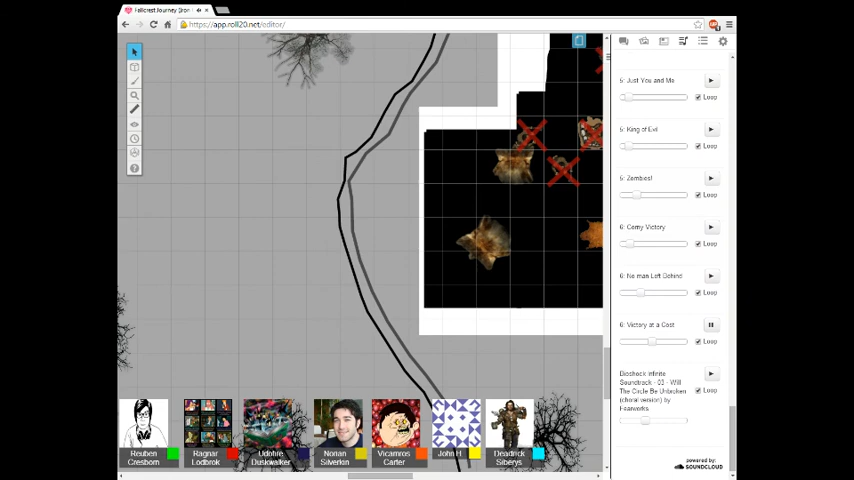 Fallcrest Journey (Iron
https://app.roll20.net/editor/
5: Just You and Me
Loop
5: King of Evil
Loop
5: Zombies!
Loop
6: Corny Victory
Loop
6: No man Left Behind
Loop
6: Victory at a Cost
Loop
Bioshock Infinite
Soundtrack - 03 - Will
The Circle Be Unbroken
(choral version) by
Fearworks
Loop
powered by:
SOUNDCLOUD
Reuben
Cresborn
Ragnar
Lodbrok
Udohre
Duskwalker
Norian
Silverkin
Vicamros
Carter
John H
Deadrick
Siberys